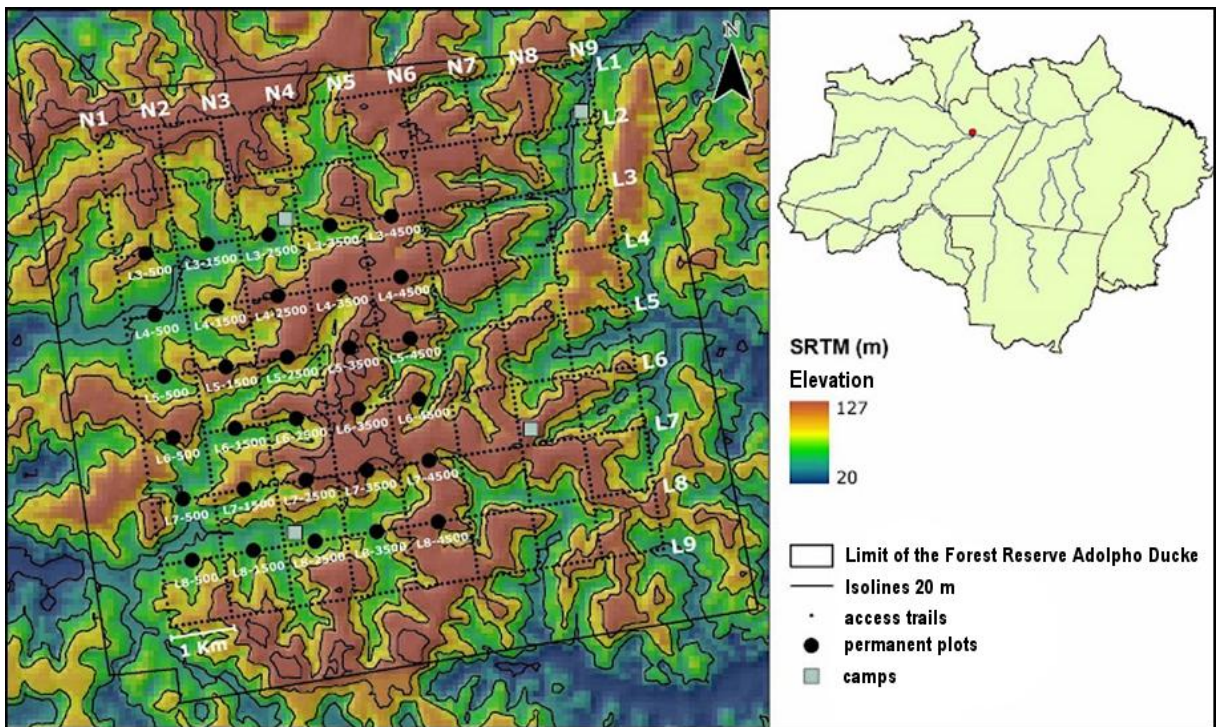 N
N1 N2 N3 N4 N5 N6 N7 N8 N9
L1
L2
L3
L4
L5
L6
L7
L8
L9
L3-500 L3-1500 L3-2500 L3-3500 L3-4500
L4-500 L4-1500 L4-2500 L4-3500 L4-4500
L5-500 L5-1500 L5-2500 L5-3500 L5-4500
L6-500 L6-1500 L6-2500 L6-3500 L6-4500
L7-500 L7-1500 L7-2500 L7-3500 L7-4500
L8-500 L8-1500 L8-2500 L8-3500 L8-4500
1 Km
SRTM (m)
Elevation
127
20
Limit of the Forest Reserve Adolpho Ducke
Isolines 20 m
access trails
permanent plots
camps